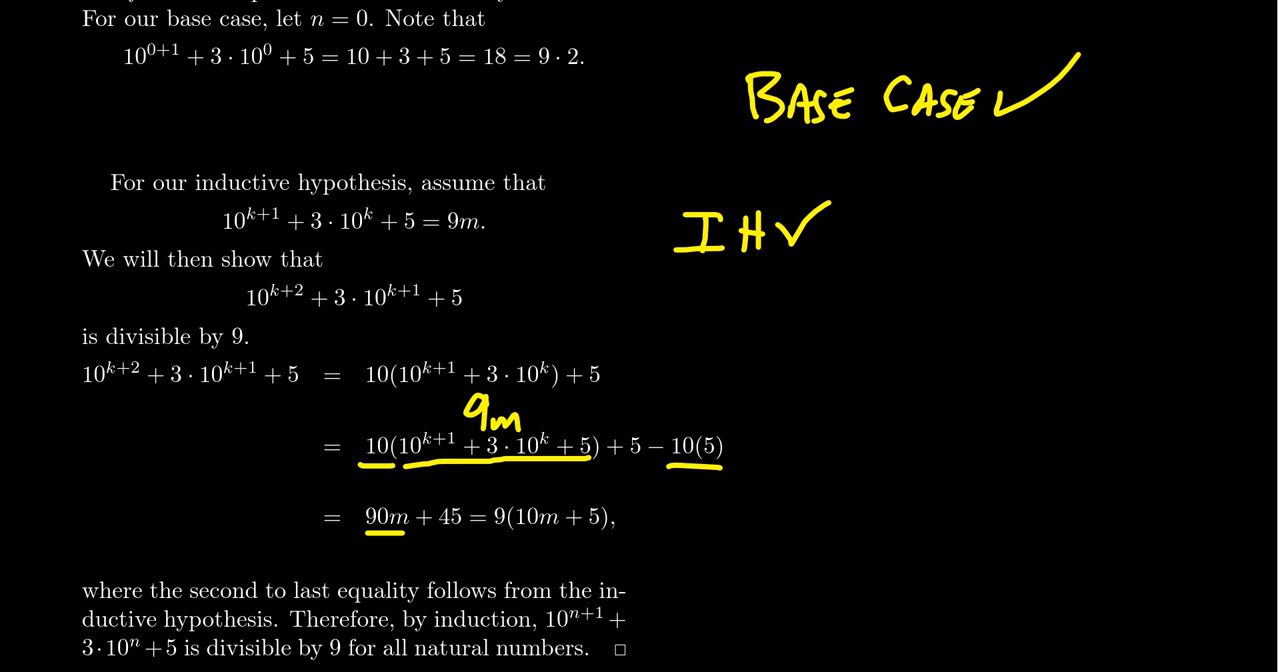 For our base case, let n = 0. Note that
10^{0+1} + 3 · 10^0 + 5 = 10 + 3 + 5 = 18 = 9 · 2.
BASE CASE ✓
For our inductive hypothesis, assume that
10^{k+1} + 3 · 10^k + 5 = 9m.
I H ✓
We will then show that
10^{k+2} + 3 · 10^{k+1} + 5
is divisible by 9.
10^{k+2} + 3 · 10^{k+1} + 5 = 10(10^{k+1} + 3 · 10^k) + 5
9m
= 10(10^{k+1} + 3 · 10^k + 5) + 5 − 10(5)
= 90m + 45 = 9(10m + 5),
where the second to last equality follows from the in-
ductive hypothesis. Therefore, by induction, 10^{n+1} +
3 · 10^n + 5 is divisible by 9 for all natural numbers. □